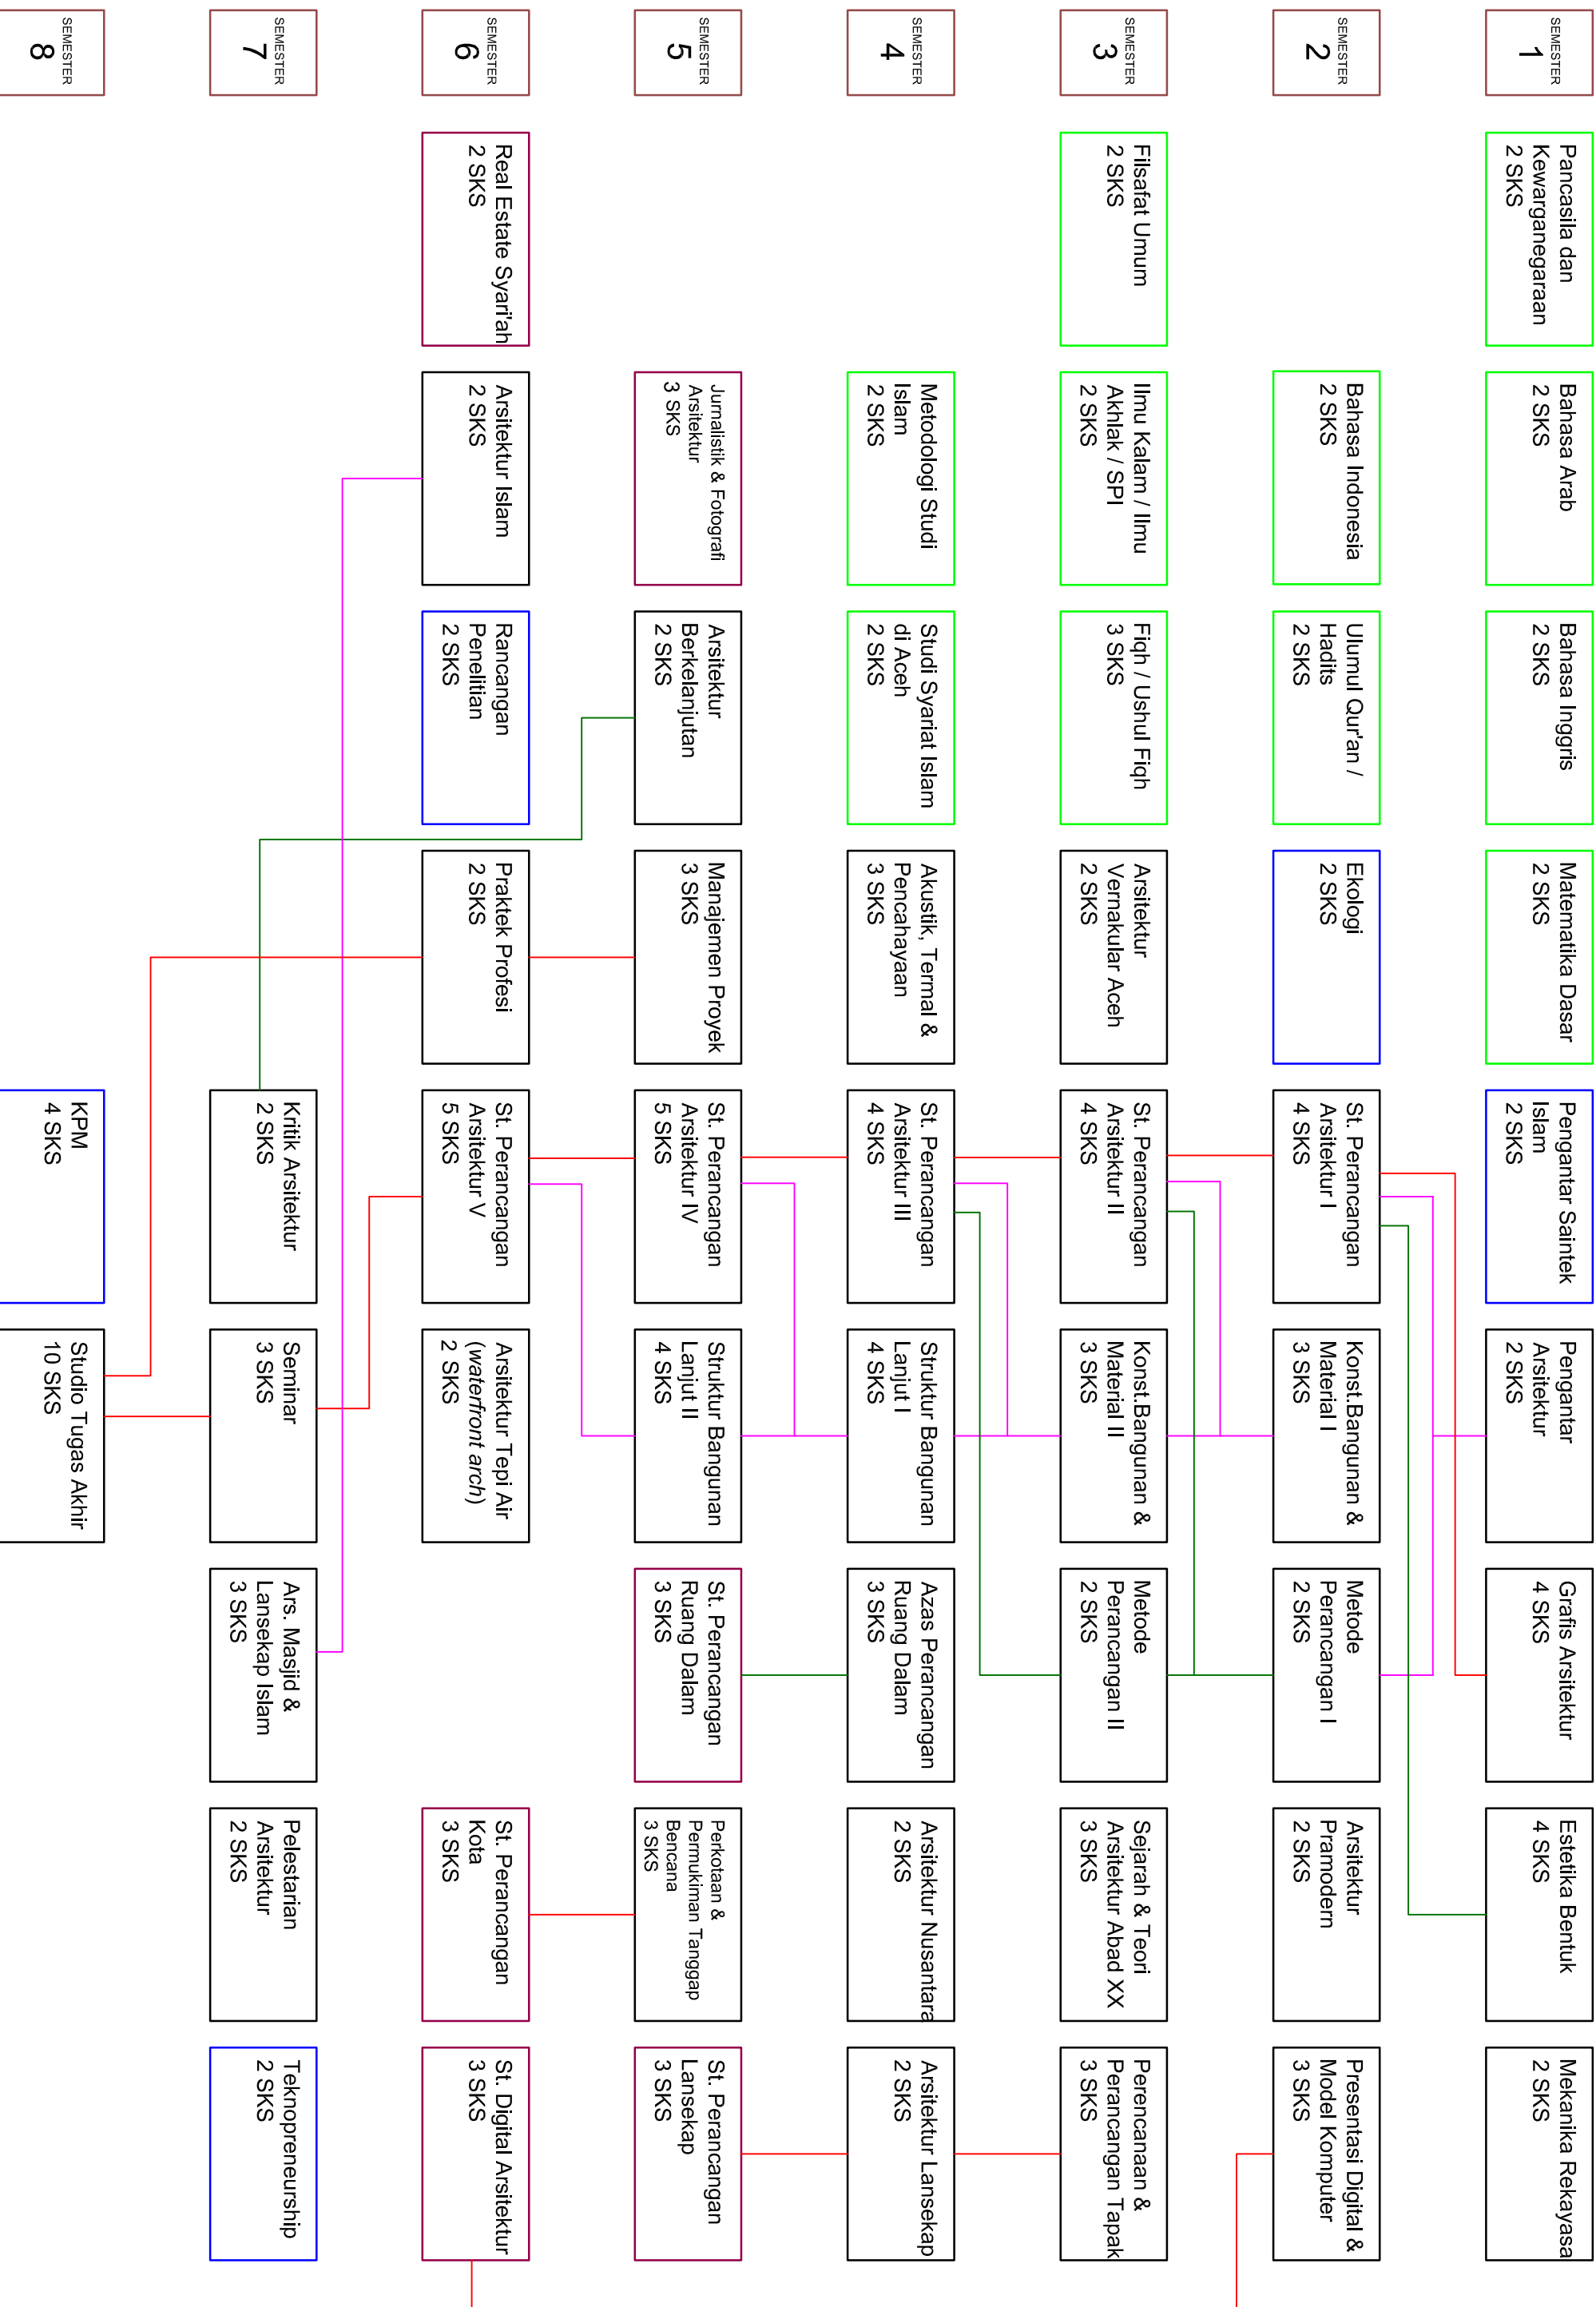 SEMESTER
1
Pancasila dan
Kewarganegaraan
2 SKS
Bahasa Arab
2 SKS
Bahasa Inggris
2 SKS
Matematika Dasar
2 SKS
Pengantar Saintek
Islam
2 SKS
Pengantar
Arsitektur
2 SKS
Grafis Arsitektur
4 SKS
Estetika Bentuk
4 SKS
Mekanika Rekayasa
2 SKS
SEMESTER
2
Bahasa Indonesia
2 SKS
Ulumul Qur'an /
Hadits
2 SKS
Ekologi
2 SKS
St. Perancangan
Arsitektur I
4 SKS
Konst.Bangunan &
Material I
3 SKS
Metode
Perancangan I
2 SKS
Arsitektur
Pramodern
2 SKS
Presentasi Digital &
Model Komputer
3 SKS
SEMESTER
3
Filsafat Umum
2 SKS
Ilmu Kalam / Ilmu
Akhlak / SPI
2 SKS
Fiqh / Ushul Fiqh
3 SKS
Arsitektur
Vernakular Aceh
2 SKS
St. Perancangan
Arsitektur II
4 SKS
Konst.Bangunan &
Material II
3 SKS
Metode
Perancangan II
2 SKS
Sejarah & Teori
Arsitektur Abad XX
3 SKS
Perencanaan &
Perancangan Tapak
3 SKS
SEMESTER
4
Metodologi Studi
Islam
2 SKS
Studi Syariat Islam
di Aceh
2 SKS
Akustik, Termal &
Pencahayaan
3 SKS
St. Perancangan
Arsitektur III
4 SKS
Struktur Bangunan
Lanjut I
4 SKS
Azas Perancangan
Ruang Dalam
3 SKS
Arsitektur Nusantara
2 SKS
Arsitektur Lansekap
2 SKS
SEMESTER
5
Jurnalistik & Fotografi
Arsitektur
3 SKS
Arsitektur
Berkelanjutan
2 SKS
Manajemen Proyek
3 SKS
St. Perancangan
Arsitektur IV
5 SKS
Struktur Bangunan
Lanjut II
4 SKS
St. Perancangan
Ruang Dalam
3 SKS
Perkotaan &
Permukiman Tanggap
Bencana
3 SKS
St. Perancangan
Lansekap
3 SKS
SEMESTER
6
Real Estate Syari'ah
2 SKS
Arsitektur Islam
2 SKS
Rancangan
Penelitian
2 SKS
Praktek Profesi
2 SKS
St. Perancangan
Arsitektur V
5 SKS
Arsitektur Tepi Air
(waterfront arch)
2 SKS
St. Perancangan
Kota
3 SKS
St. Digital Arsitektur
3 SKS
SEMESTER
7
Kritik Arsitektur
2 SKS
Seminar
3 SKS
Ars. Masjid &
Lansekap Islam
3 SKS
Pelestarian
Arsitektur
2 SKS
Teknopreneurship
2 SKS
SEMESTER
8
KPM
4 SKS
Studio Tugas Akhir
10 SKS